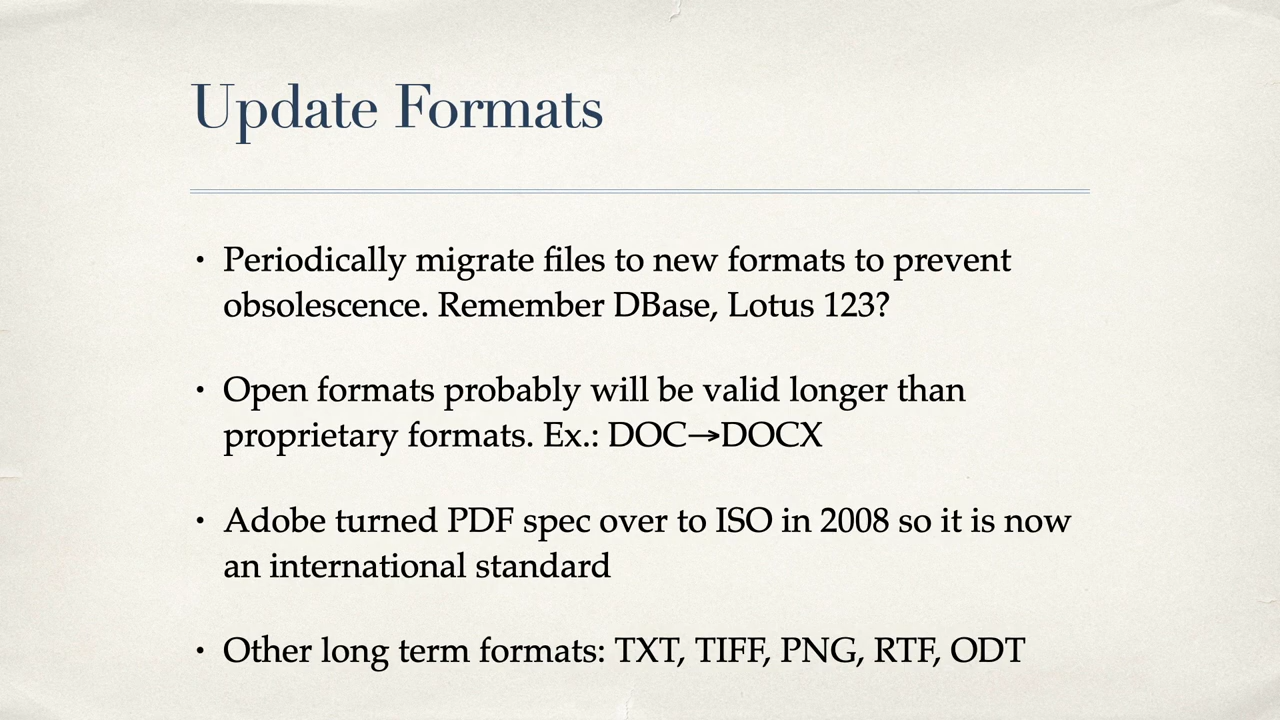 Update Formats
• Periodically migrate files to new formats to prevent
obsolescence. Remember DBase, Lotus 123?
• Open formats probably will be valid longer than
proprietary formats. Ex.: DOC→DOCX
• Adobe turned PDF spec over to ISO in 2008 so it is now
an international standard
• Other long term formats: TXT, TIFF, PNG, RTF, ODT